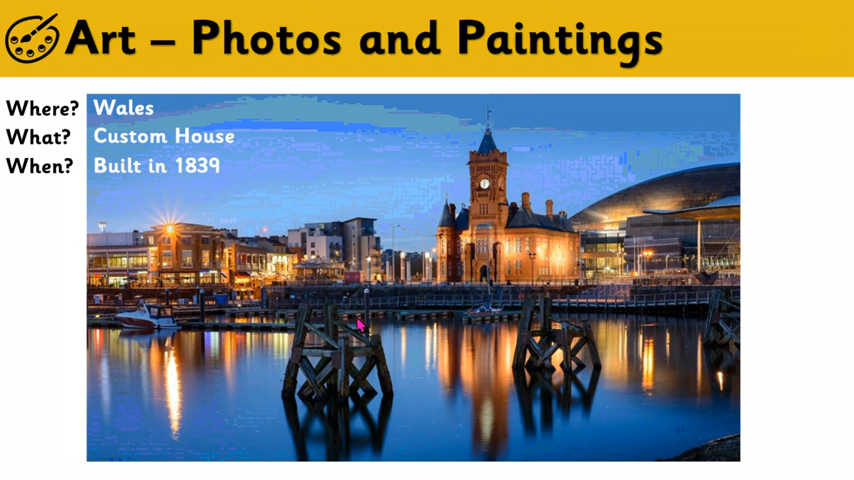 Art – Photos and Paintings
Where? Wales
What? Custom House
When? Built in 1839